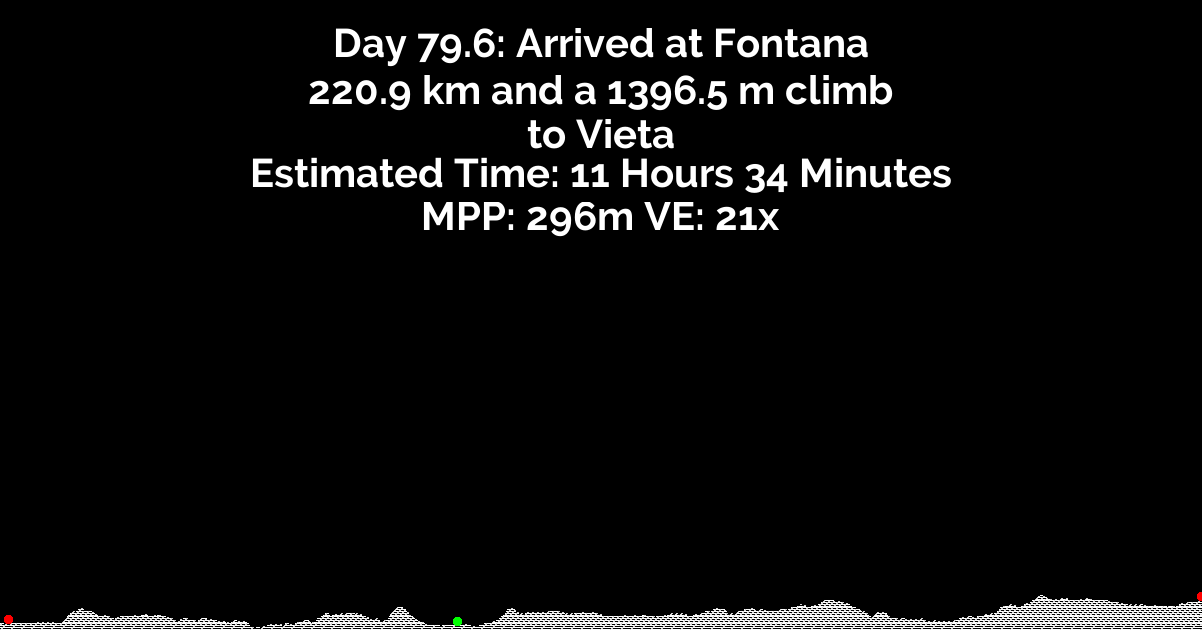 Day 79.6: Arrived at Fontana
220.9 km and a 1396.5 m climb
to Vieta
Estimated Time: 11 Hours 34 Minutes
MPP: 296m VE: 21x